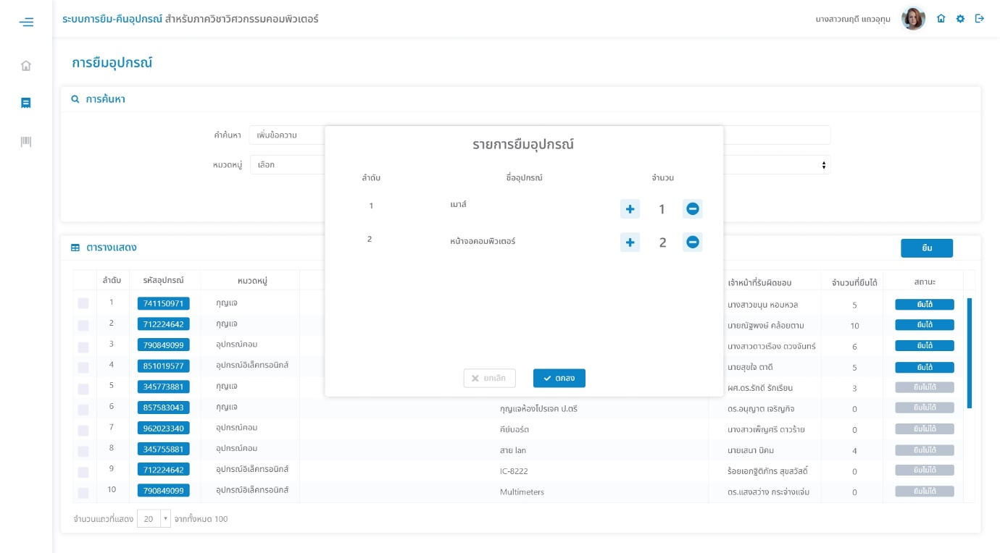 ระบบการยืม-คืนอุปกรณ์ สำหรับภาควิชาวิศวกรรมคอมพิวเตอร์
นางสาวณฤดี แถวอุทุม
การยืมอุปกรณ์
การค้นหา
คำค้นหา เพิ่มข้อความ
หมวดหมู่ เลือก
รายการยืมอุปกรณ์
ลำดับ ชื่ออุปกรณ์ จำนวน
1 เมาส์ 1
2 หน้าจอคอมพิวเตอร์ 2
ยกเลิก ตกลง
ตารางแสดง ยืม
ลำดับ รหัสอุปกรณ์ หมวดหมู่ เจ้าหน้าที่รับผิดชอบ จำนวนที่ยืมได้ สถานะ
1 741150971 กุญแจ นางสาวขนุน หอมหวล 5 ยืมได้
2 712224642 กุญแจ นายณัฐพงษ์ คล้อยตาม 10 ยืมได้
3 790849099 อุปกรณ์คอม นางสาวดาวเรือง ดวงจันทร์ 6 ยืมได้
4 851019577 อุปกรณ์อิเล็คทรอนิกส์ นายสุขใจ ตาดี 5 ยืมได้
5 345773881 กุญแจ ผศ.ดร.รักดี รักเรียน 3 ยืมไม่ได้
6 857583043 กุญแจ กุญแจห้องโปรเจค ป.ตรี ดร.อนุญาต เจริญกิจ 0 ยืมไม่ได้
7 962023340 อุปกรณ์คอม คีย์บอร์ด นางสาวเพ็ญศรี ดาวร้าย 0 ยืมไม่ได้
8 345755881 อุปกรณ์คอม สาย lan นายเสนา นิคม 4 ยืมไม่ได้
9 712224642 อุปกรณ์อิเล็คทรอนิกส์ IC-8222 ร้อยเอกฐิติภัทร สุขสวัสดิ์ 0 ยืมไม่ได้
10 790849099 อุปกรณ์อิเล็คทรอนิกส์ Multimeters ดร.แสงสว่าง กระจ่างแจ่ม 0 ยืมไม่ได้
จำนวนแถวที่แสดง 20 จากทั้งหมด 100